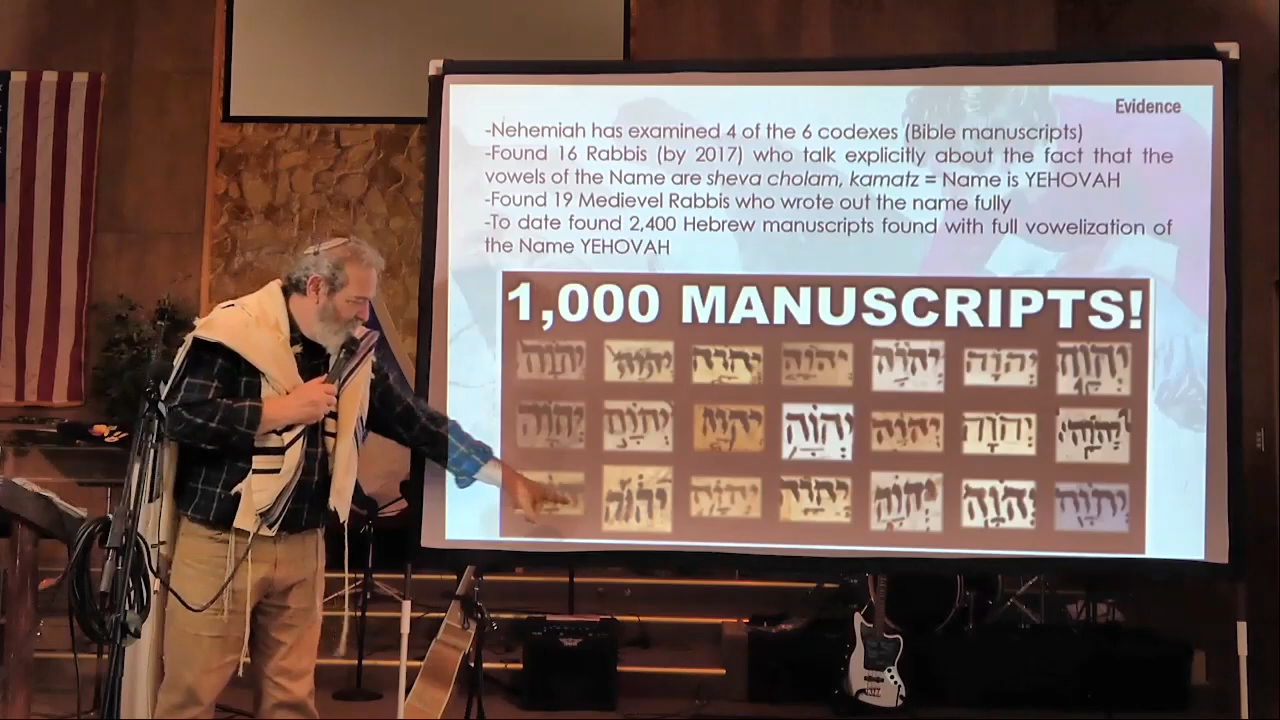 Evidence
-Nehemiah has examined 4 of the 6 codexes (Bible manuscripts)
-Found 16 Rabbis (by 2017) who talk explicitly about the fact that the
vowels of the Name are sheva cholam, kamatz = Name is YEHOVAH
-Found 19 Medievel Rabbis who wrote out the name fully
-To date found 2,400 Hebrew manuscripts found with full vowelization of
the Name YEHOVAH
1,000 MANUSCRIPTS!
יְהֹוָה יְהֹוָה יְהֹוָה יְהֹוָה יְהֹוָה יְהֹוָה יְהֹוָה
יְהֹוָה יְהֹוָה יְהֹוָה יְהֹוָה יְהֹוָה יְהֹוָה יְהֹוָה
יְהֹוָה יְהֹוָה יְהֹוָה יְהֹוָה יְהֹוָה יְהֹוָה